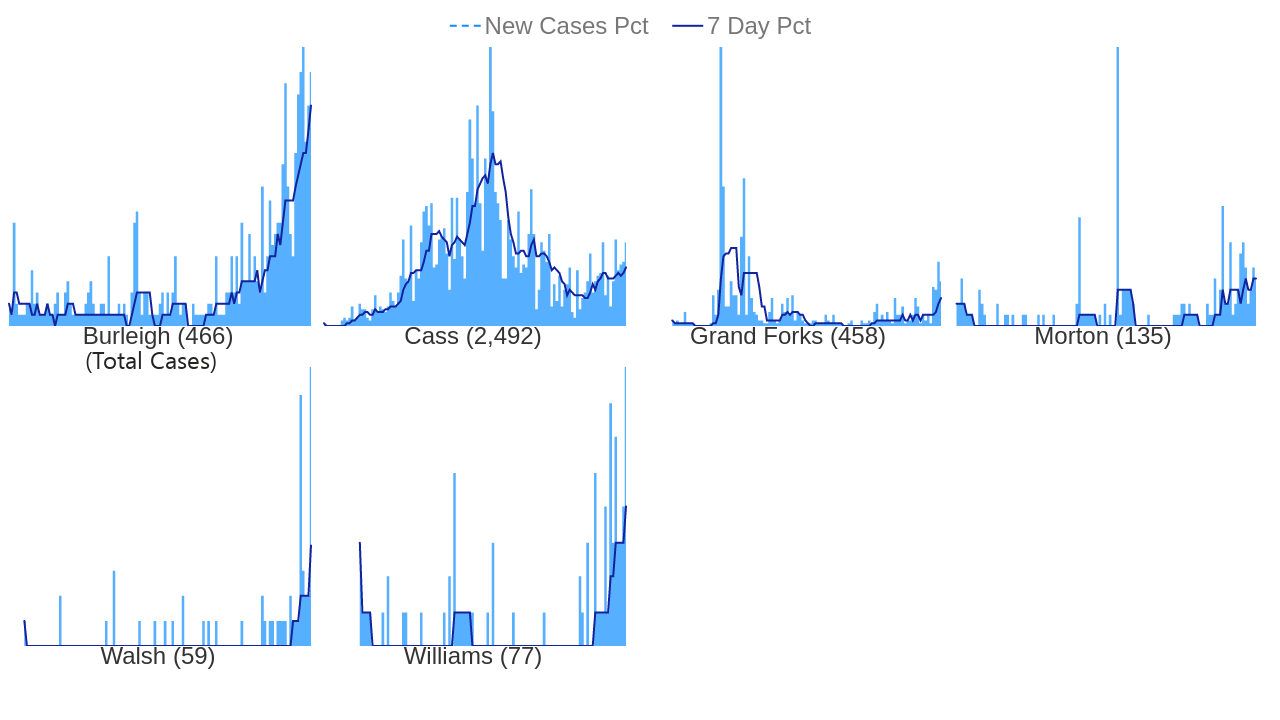 New Cases Pct 7 Day Pct
Burleigh (466)
(Total Cases)
Cass (2,492)
Grand Forks (458)
Morton (135)
Walsh (59)
Williams (77)